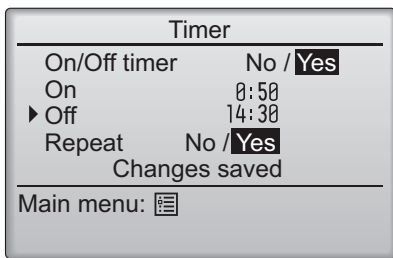 Timer
On/Off timer No / Yes
On 0:50
Off 14:30
Repeat No / Yes
Changes saved
Main menu: